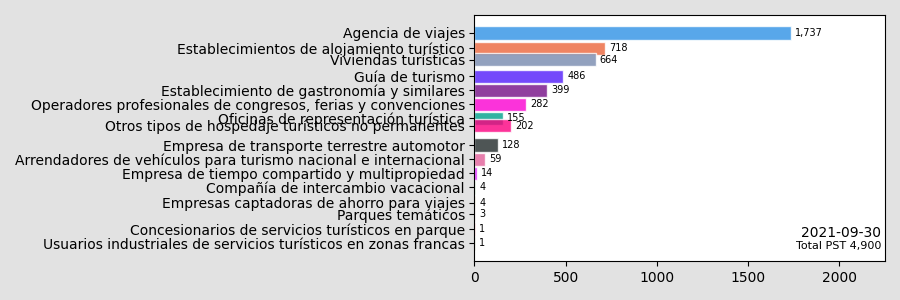 Agencia de viajes 1,737
Establecimientos de alojamiento turístico 718
Viviendas turísticas 664
Guía de turismo 486
Establecimiento de gastronomía y similares 399
Operadores profesionales de congresos, ferias y convenciones 282
Oficinas de representación turística 155
Otros tipos de hospedaje turísticos no permanentes 202
Empresa de transporte terrestre automotor 128
Arrendadores de vehículos para turismo nacional e internacional 59
Empresa de tiempo compartido y multipropiedad 14
Compañía de intercambio vacacional 4
Empresas captadoras de ahorro para viajes 4
Parques temáticos 3
Concesionarios de servicios turísticos en parque 1
Usuarios industriales de servicios turísticos en zonas francas 1
2021-09-30
Total PST 4,900
0 500 1000 1500 2000